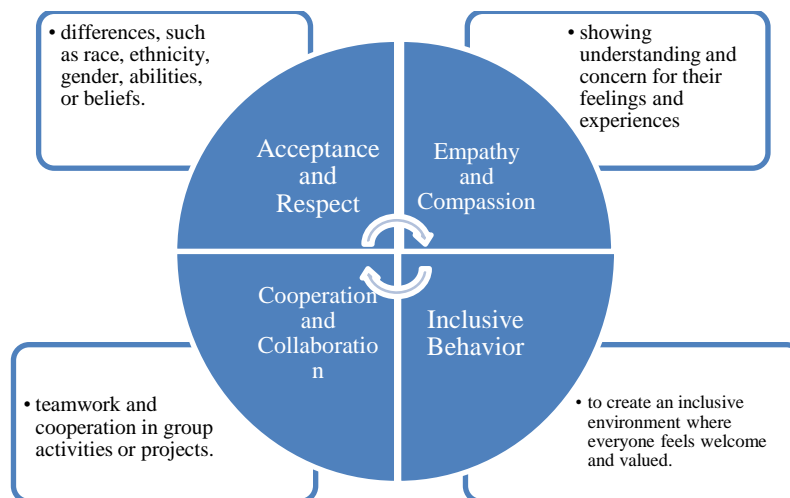 • differences, such
as race, ethnicity,
gender, abilities,
or beliefs.
• showing
understanding and
concern for their
feelings and
experiences
Acceptance
and
Respect
Empathy
and
Compassion
Cooperation
and
Collaboratio
n
Inclusive
Behavior
• teamwork and
cooperation in group
activities or projects.
• to create an inclusive
environment where
everyone feels welcome
and valued.